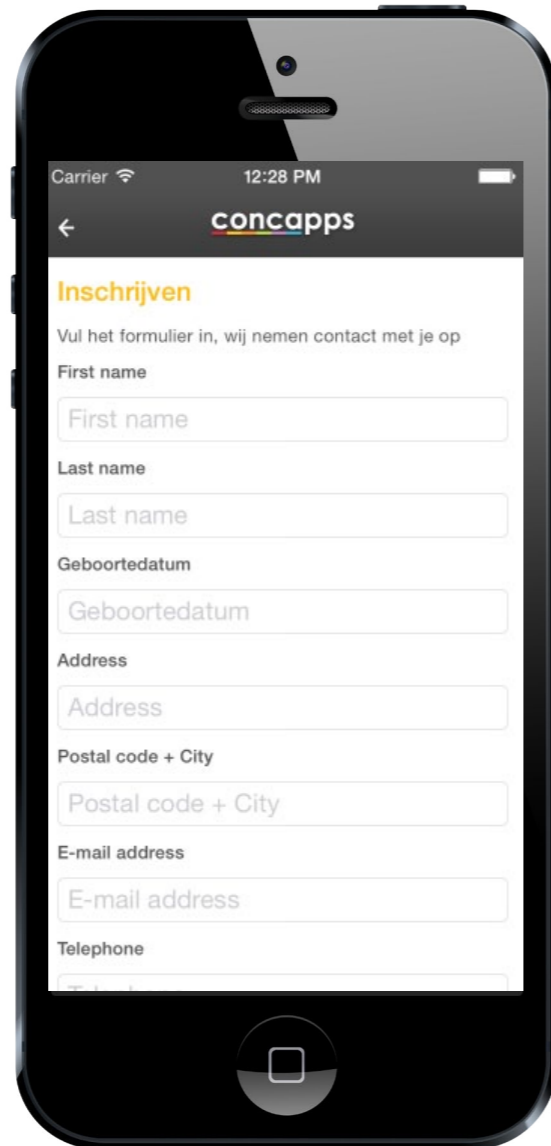 Carrier 12:28 PM
concapps
Inschrijven
Vul het formulier in, wij nemen contact met je op
First name
First name
Last name
Last name
Geboortedatum
Geboortedatum
Address
Address
Postal code + City
Postal code + City
E-mail address
E-mail address
Telephone